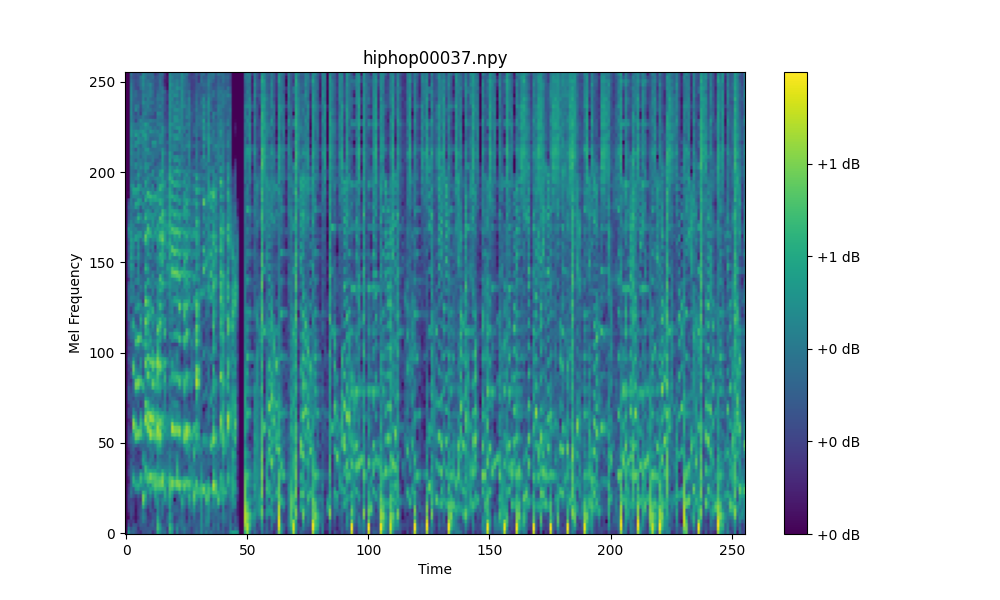 hiphop00037.npy
Mel Frequency
250
200
150
100
50
0
0 50 100 150 200 250
Time
+1 dB
+1 dB
+0 dB
+0 dB
+0 dB